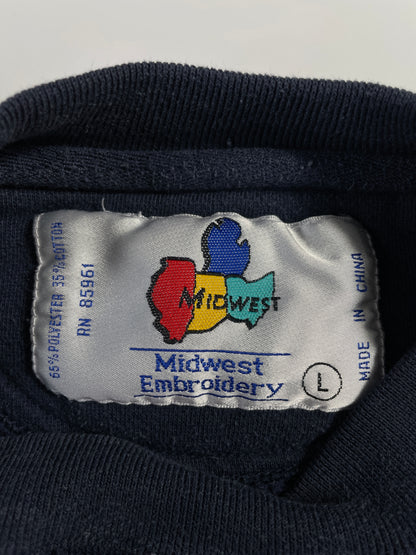 65% POLYESTER 35% COTTON
RN 85961
MIDWEST
Midwest
Embroidery
L
MADE IN CHINA